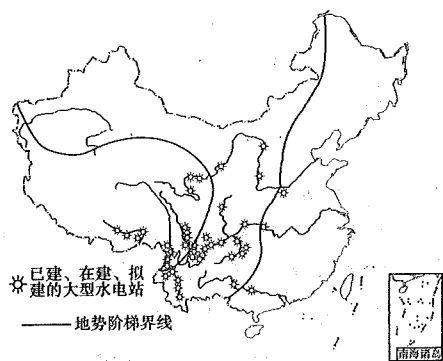 已建、在建、拟
建的大型水电站
地势阶梯界线
南海诸岛